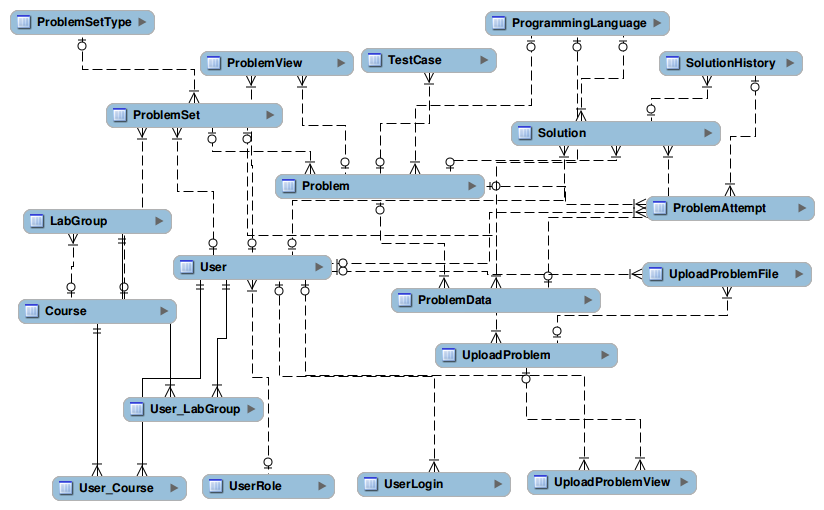 ProblemSetType
ProgrammingLanguage
ProblemView
TestCase
SolutionHistory
ProblemSet
Solution
Problem
LabGroup
ProblemAttempt
User
UploadProblemFile
ProblemData
Course
UploadProblem
User_LabGroup
User_Course
UserRole
UserLogin
UploadProblemView